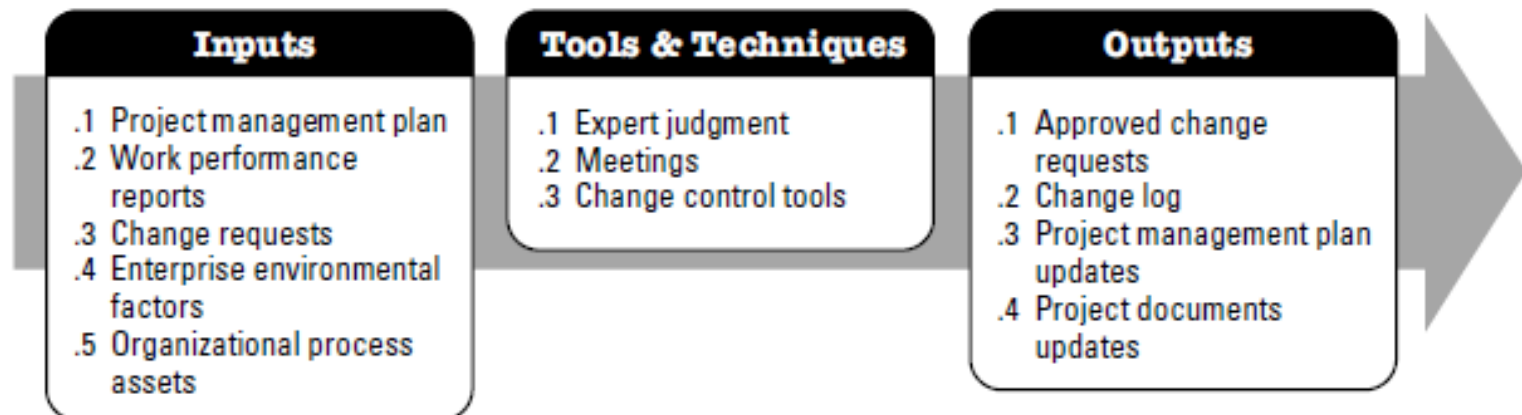 Inputs
.1 Project management plan
.2 Work performance
reports
.3 Change requests
.4 Enterprise environmental
factors
.5 Organizational process
assets
Tools & Techniques
.1 Expert judgment
.2 Meetings
.3 Change control tools
Outputs
.1 Approved change
requests
.2 Change log
.3 Project management plan
updates
.4 Project documents
updates